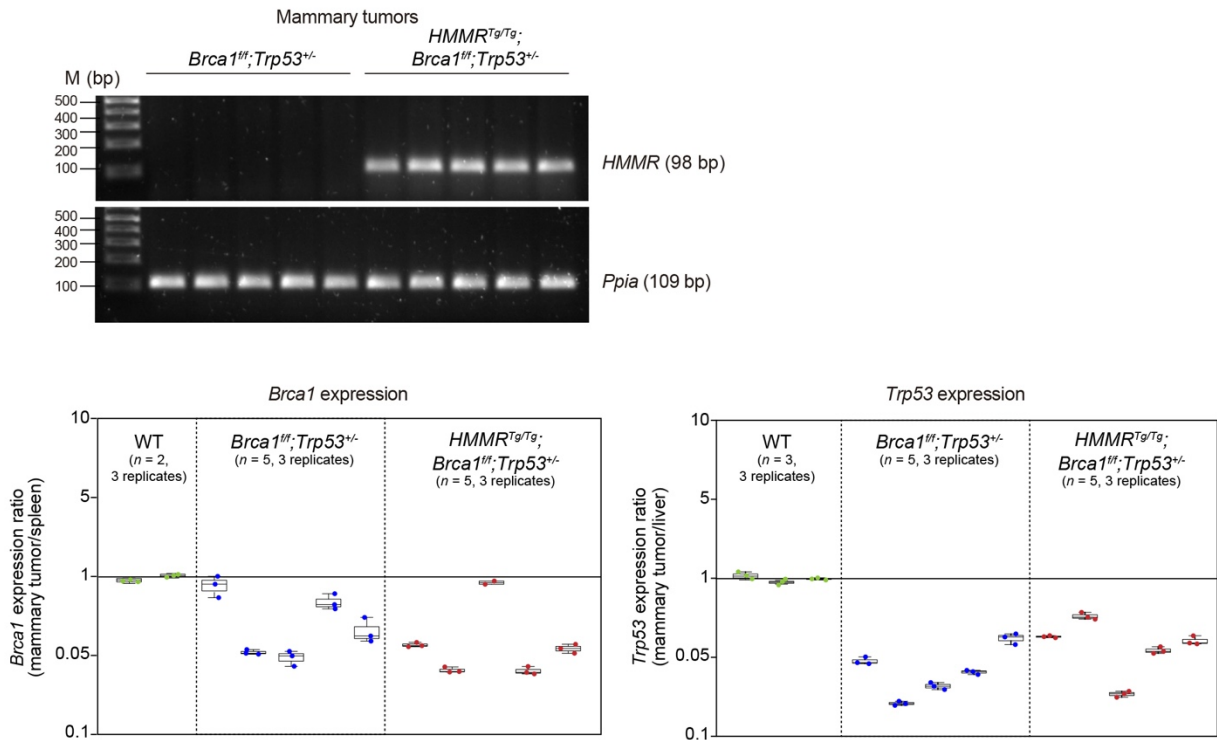 Mammary tumors
Brca1f/f;Trp53+/-
HMMRTg/Tg;
Brca1f/f;Trp53+/-
M (bp)
500
400
300
200
100
HMMR (98 bp)
500
400
300
200
100
Ppia (109 bp)
Brca1 expression
Brca1 expression ratio
(mammary tumor/spleen)
10
5
1
0.05
0.1
WT
(n = 2,
3 replicates)
Brca1f/f;Trp53+/-
(n = 5, 3 replicates)
HMMRTg/Tg;
Brca1f/f;Trp53+/-
(n = 5, 3 replicates)
Trp53 expression
Trp53 expression ratio
(mammary tumor/liver)
10
5
1
0.05
0.1
WT
(n = 3,
3 replicates)
Brca1f/f;Trp53+/-
(n = 5, 3 replicates)
HMMRTg/Tg;
Brca1f/f;Trp53+/-
(n = 5, 3 replicates)